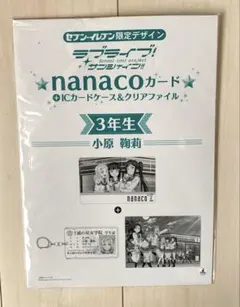 セブン-イレブン限定デザイン
ラブライブ!
サンシャイン!!
nanacoカード
+ICカードケース&クリアファイル
3年生
小原 鞠莉
nanaco
+